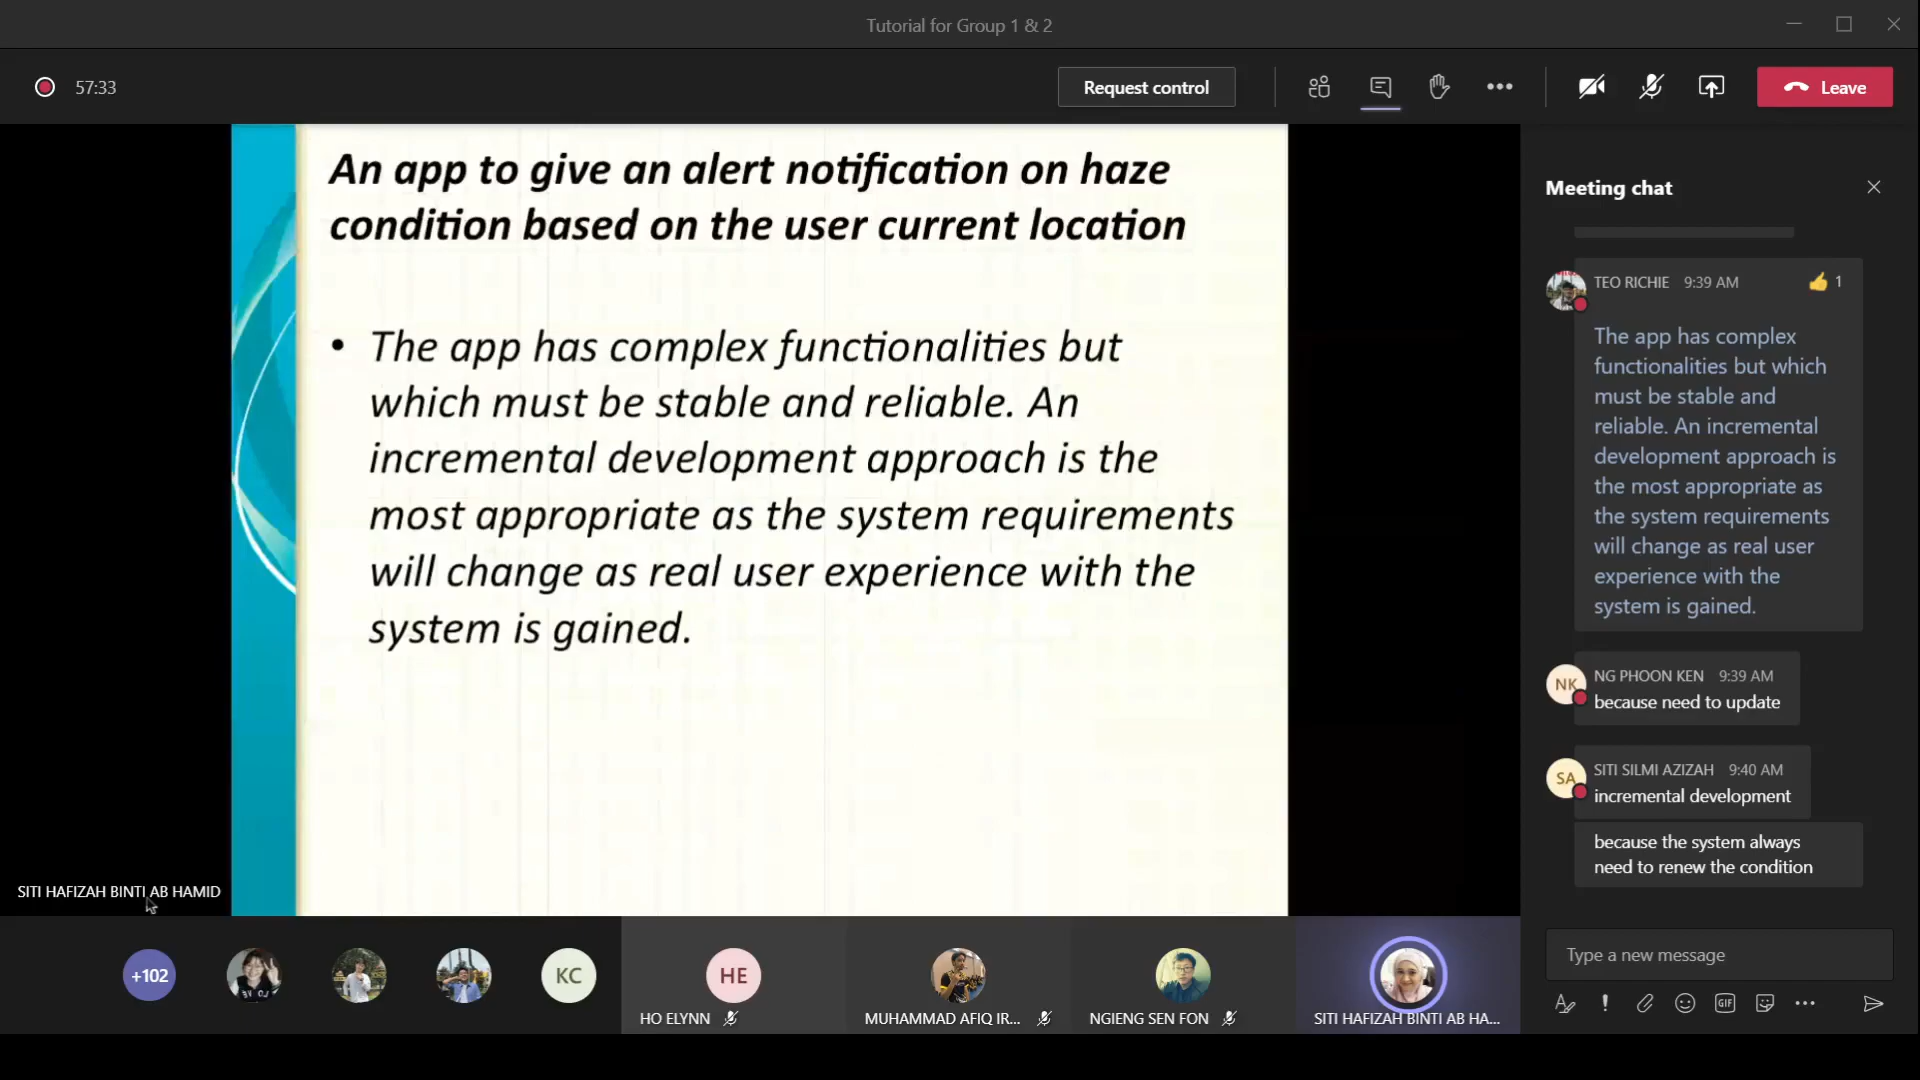 Tutorial for Group 1 & 2
57:33
Request control
Leave
An app to give an alert notification on haze
condition based on the user current location
• The app has complex functionalities but
which must be stable and reliable. An
incremental development approach is the
most appropriate as the system requirements
will change as real user experience with the
system is gained.
SITI HAFIZAH BINTI AB HAMID
Meeting chat
TEO RICHIE 9:39 AM 👍 1
The app has complex
functionalities but which
must be stable and
reliable. An incremental
development approach is
the most appropriate as
the system requirements
will change as real user
experience with the
system is gained.
NK
NG PHOON KEN 9:39 AM
because need to update
SA
SITI SILMI AZIZAH 9:40 AM
incremental development
because the system always
need to renew the condition
Type a new message
GIF
+102
KC
HE
HO ELYNN
MUHAMMAD AFIQ IR...
NGIENG SEN FON
SITI HAFIZAH BINTI AB HA...